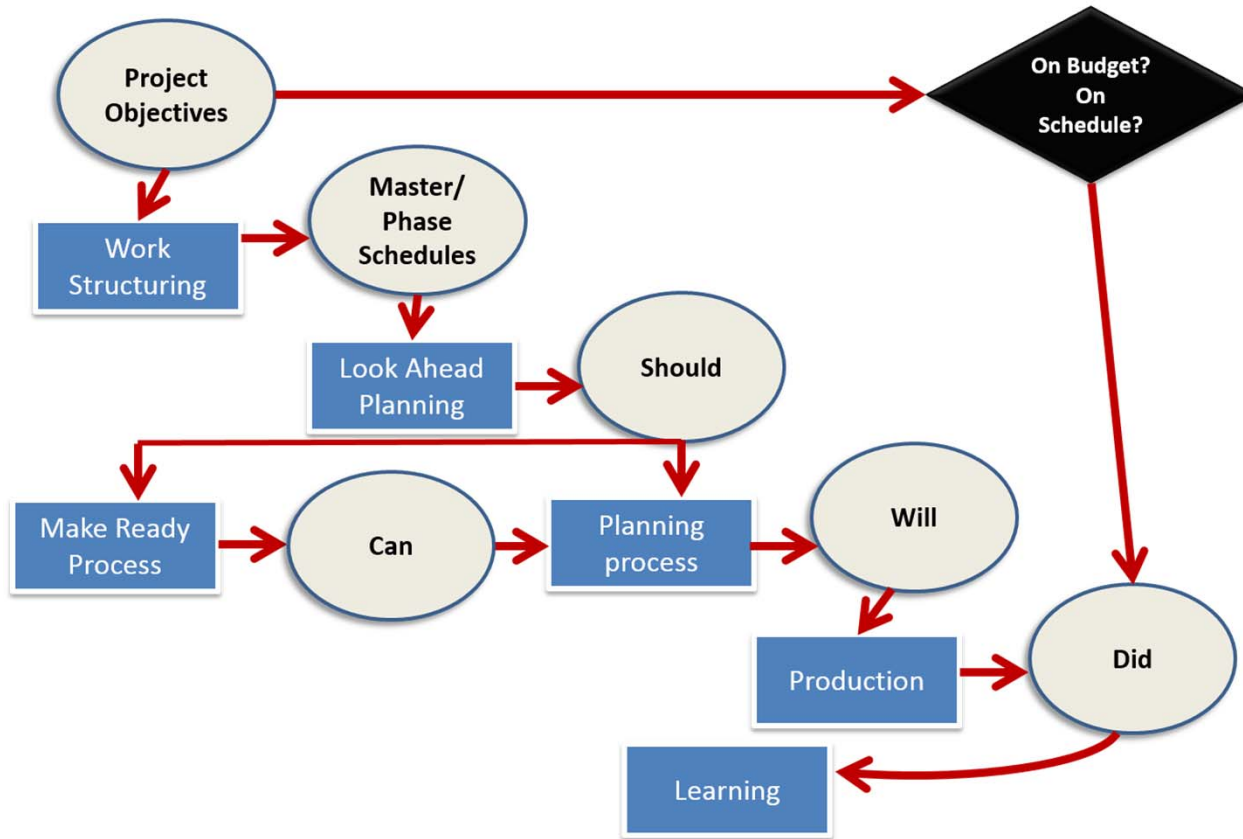 Project
Objectives
On Budget?
On
Schedule?
Work
Structuring
Master/
Phase
Schedules
Look Ahead
Planning
Should
Make Ready
Process
Can
Planning
process
Will
Production
Did
Learning